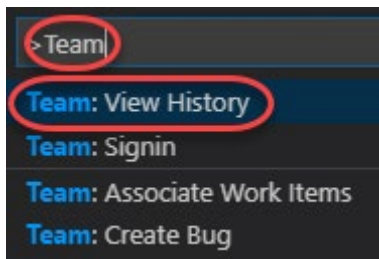 >Team
Team: View History
Team: Signin
Team: Associate Work Items
Team: Create Bug